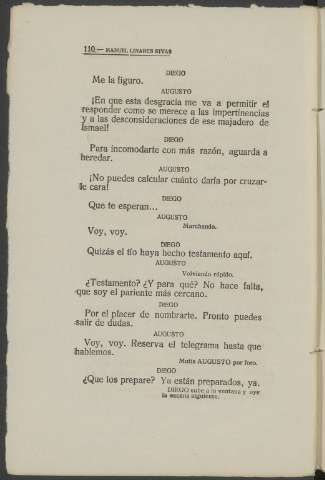 110 — MANUEL LINARES RIVAS
DIEGO
Me la figuro.
AUGUSTO
¡En que esta desgracia me va a permitir el
responder como se merece a las impertinencias
y a las desconsideraciones de ese majadero de
Ismael!
DIEGO
Para incomodarte con más razón, aguarda a
heredar.
AUGUSTO
¡No puedes calcular cuánto daría por cruzar-
le cara!
DIEGO
Que te esperan...
AUGUSTO
Marchando.
Voy, voy.
DIEGO
Quizás el tío haya hecho testamento aquí.
AUGUSTO
Volviendo rápido.
¿Testamento? ¿Y para qué? No hace falta,
que soy el pariente más cercano.
DIEGO
Por el placer de nombrarte. Pronto puedes
salir de dudas.
AUGUSTO
Voy, voy. Reserva el telegrama hasta que
hablemos.
Mutis AUGUSTO por foro.
DIEGO
¿Que los prepare? Ya están preparados, ya.
DIEGO sube a la ventana y oye
la escena siguiente.